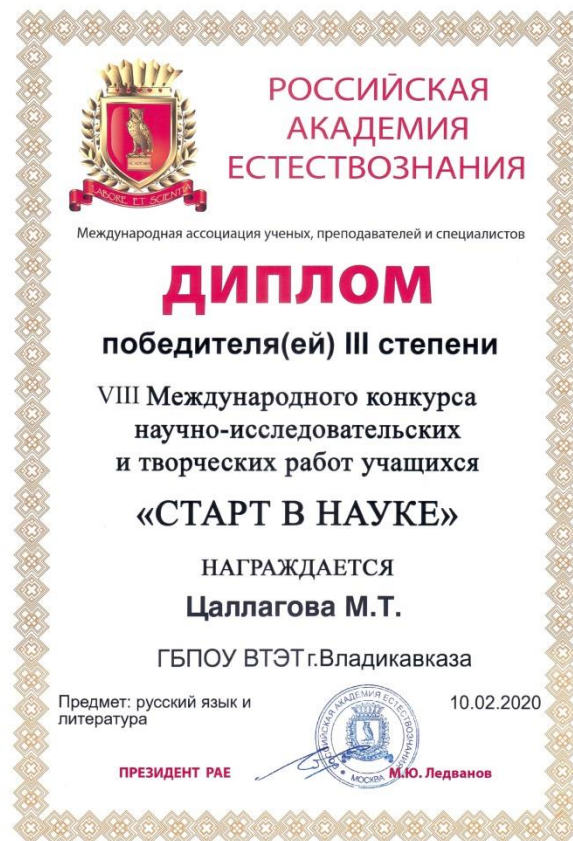 РОССИЙСКАЯ
АКАДЕМИЯ
ЕСТЕСТВОЗНАНИЯ
LABORE ET SCIENTIA
Международная ассоциация ученых, преподавателей и специалистов
ДИПЛОМ
победителя(ей) III степени
VIII Международного конкурса
научно-исследовательских
и творческих работ учащихся
«СТАРТ В НАУКЕ»
НАГРАЖДАЕТСЯ
Цаллагова М.Т.
ГБПОУ ВТЭТ г.Владикавказа
Предмет: русский язык и
литература
10.02.2020
РОССИЙСКАЯ АКАДЕМИЯ ЕСТЕСТВОЗНАНИЯ
МОСКВА
ПРЕЗИДЕНТ РАЕ
М.Ю. Ледванов